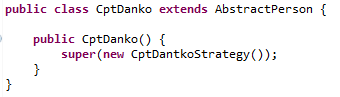 public class CptDanko extends AbstractPerson {
public CptDanko() {
super(new CptDantkoStrategy());
}
}